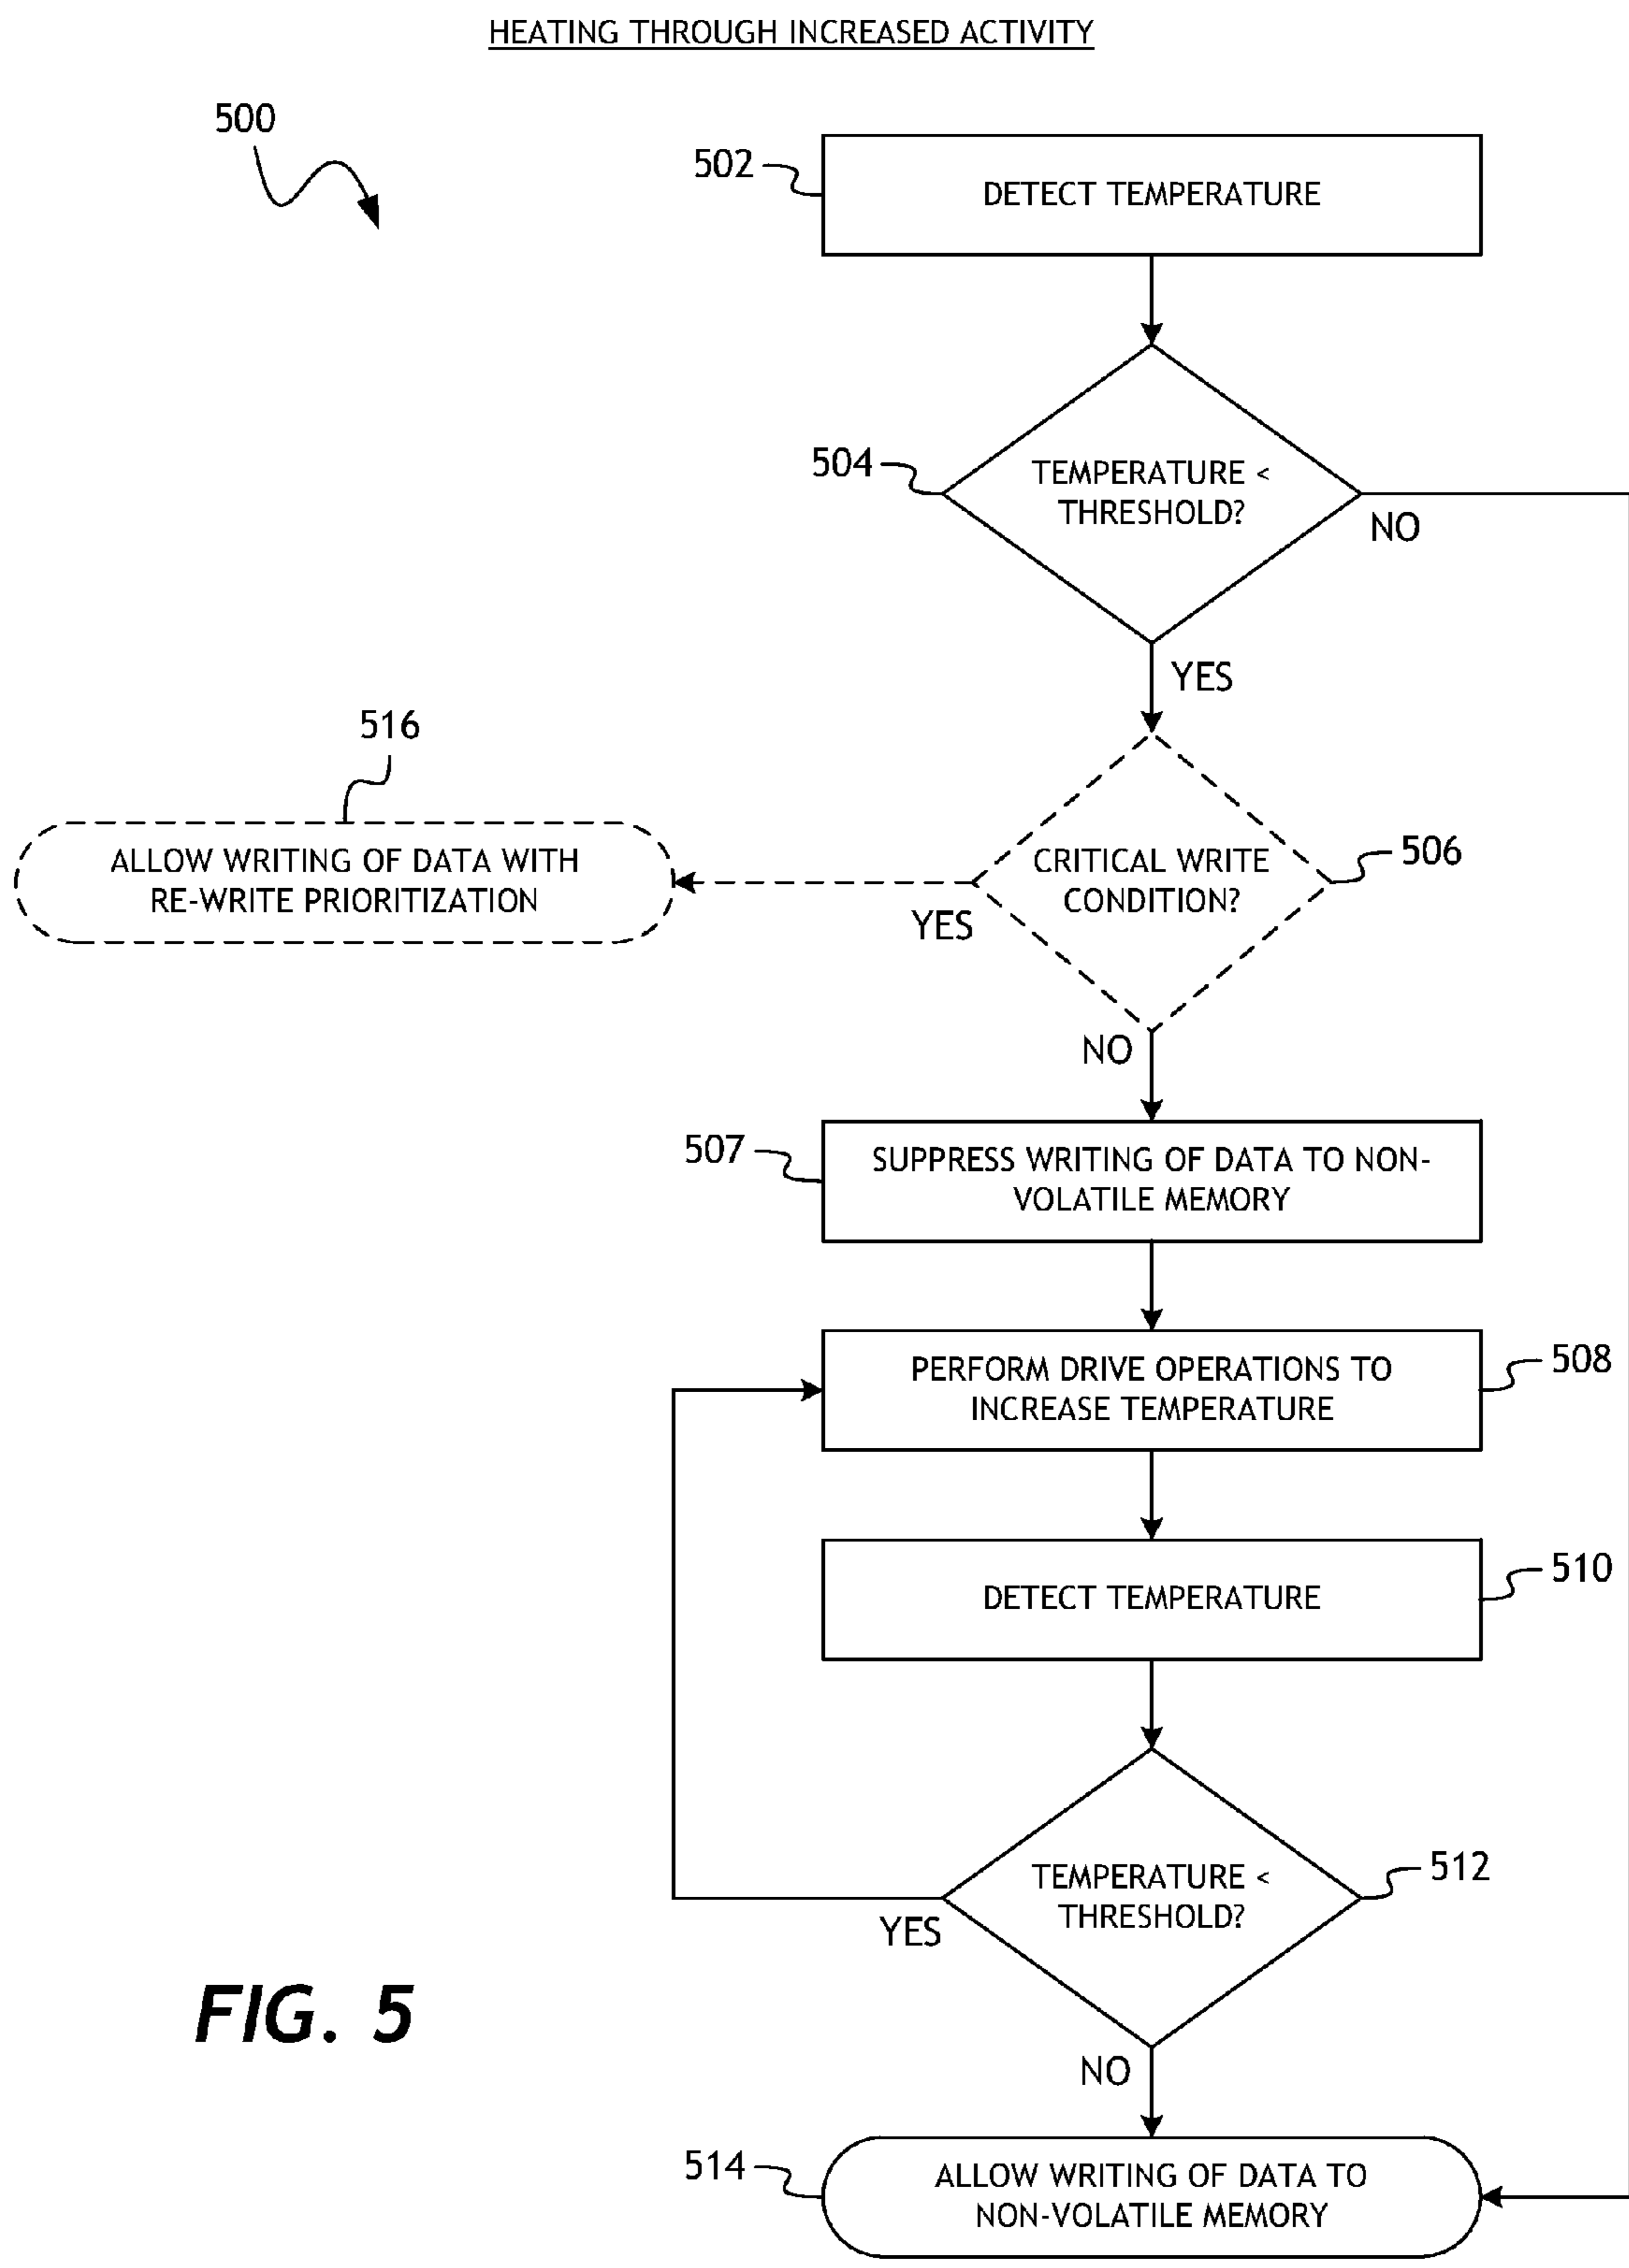 HEATING THROUGH INCREASED ACTIVITY
500
502
DETECT TEMPERATURE
504
TEMPERATURE <
THRESHOLD?
NO
YES
516
ALLOW WRITING OF DATA WITH
RE-WRITE PRIORITIZATION
YES
CRITICAL WRITE
CONDITION?
506
NO
507
SUPPRESS WRITING OF DATA TO NON-
VOLATILE MEMORY
PERFORM DRIVE OPERATIONS TO
INCREASE TEMPERATURE
508
DETECT TEMPERATURE
510
TEMPERATURE <
THRESHOLD?
512
YES
NO
FIG. 5
514
ALLOW WRITING OF DATA TO
NON-VOLATILE MEMORY